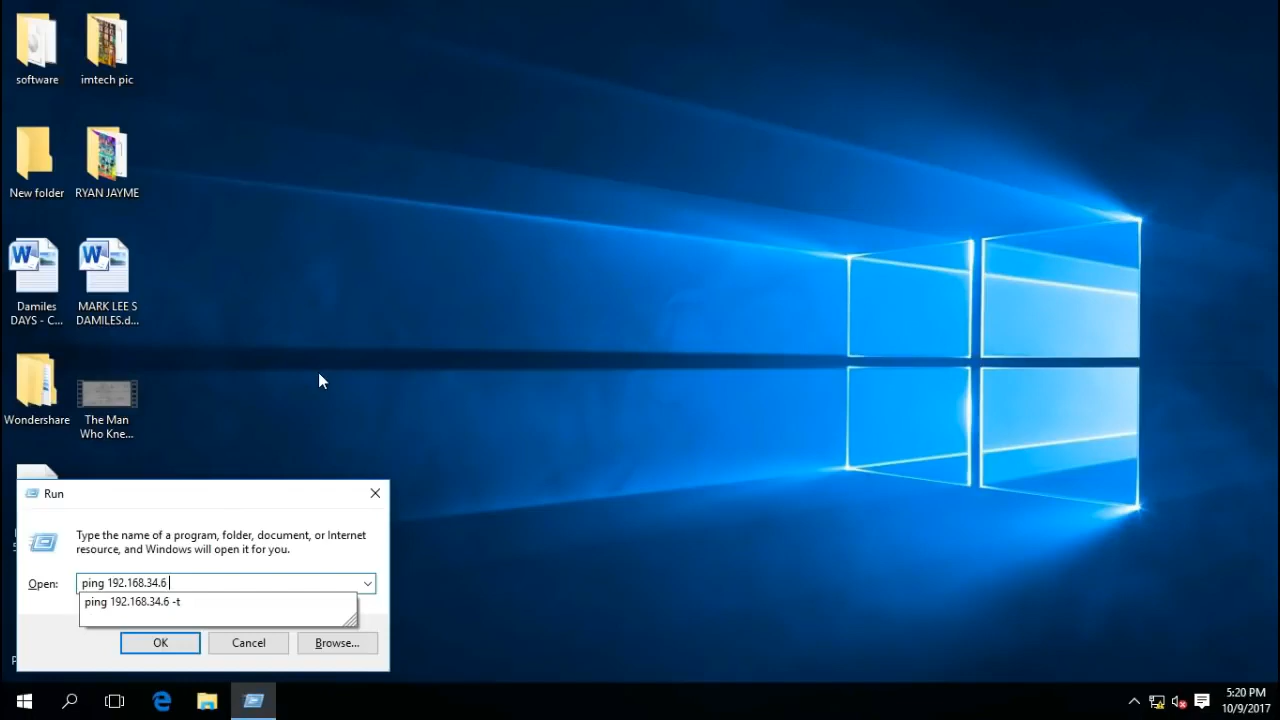 software
imtech pic
New folder
RYAN JAYME
Damiles
DAYS - C...
MARK LEE S
DAMILES.d...
Wondershare
The Man
Who Kne...
Run
Type the name of a program, folder, document, or Internet
resource, and Windows will open it for you.
Open:
ping 192.168.34.6
ping 192.168.34.6 -t
OK
Cancel
Browse...
5:20 PM
10/9/2017